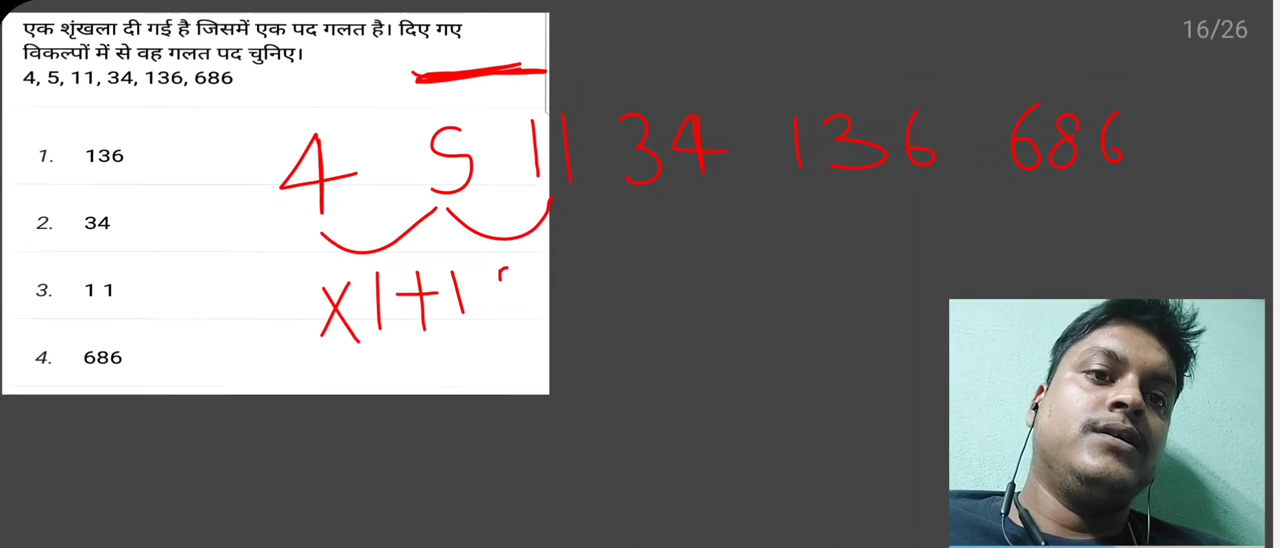 16/26
एक शृंखला दी गई है जिसमें एक पद गलत है। दिए गए
विकल्पों में से वह गलत पद चुनिए।
4, 5, 11, 34, 136, 686
1. 136
2. 34
3. 11
4. 686
4 5 11 34 136 686
x1+1